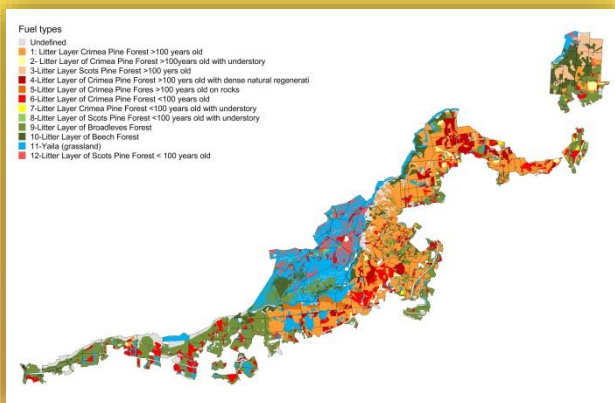 Fuel types
Undefined
1: Litter Layer Crimea Pine Forest >100 years old
2- Litter Layer of Crimea Pine Forest >100years old with understory
3-Litter Layer Scots Pine Forest >100 yers old
4-Litter Layer of Crimea Pine Forest >100 yers old with dense natural regenerati
5-Litter Layer of Crimea Pine Fores >100 years old on rocks
6-Litter Layer of Crimea Pine Forest <100 years old
7-Litter Layer Crimea Pine Forest <100 years old with understory
8-Litter Layer of Scots Pine Forest <100 years old with understory
9-Litter Layer of Broadleves Forest
10-Litter Layer of Beech Forest
11-Yaila (grassland)
12-Litter Layer of Scots Pine Forest < 100 years old